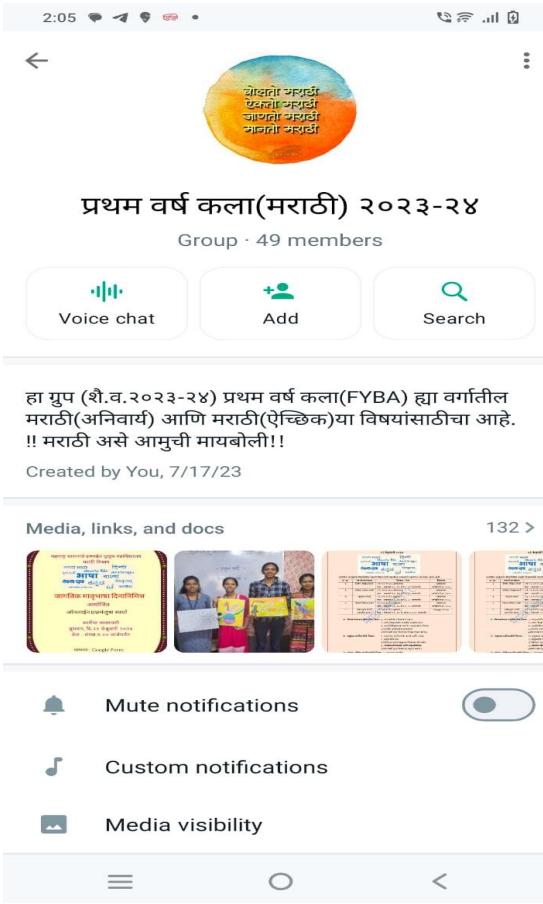 2:05
बोलतो मराठी
ऐकतो मराठी
जाणतो मराठी
मानतो मराठी
प्रथम वर्ष कला(मराठी) २०२३-२४
Group · 49 members
Voice chat
Add
Search
हा ग्रुप (शै.व.२०२३-२४) प्रथम वर्ष कला(FYBA) ह्या वर्गातील
मराठी(अनिवार्य) आणि मराठी(ऐच्छिक)या विषयांसाठीचा आहे.
!! मराठी असे आमुची मायबोली!!
Created by You, 7/17/23
Media, links, and docs
132 >
भाषा
जागतिक मातृभाषा दिनानिमित्त
Google Form
भाषा
भाषा
Mute notifications
Custom notifications
Media visibility